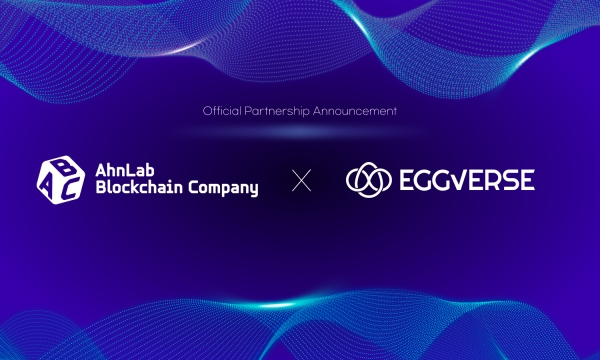 Official Partnership Announcement
ABC
AhnLab
Blockchain Company
X
EGGVERSE